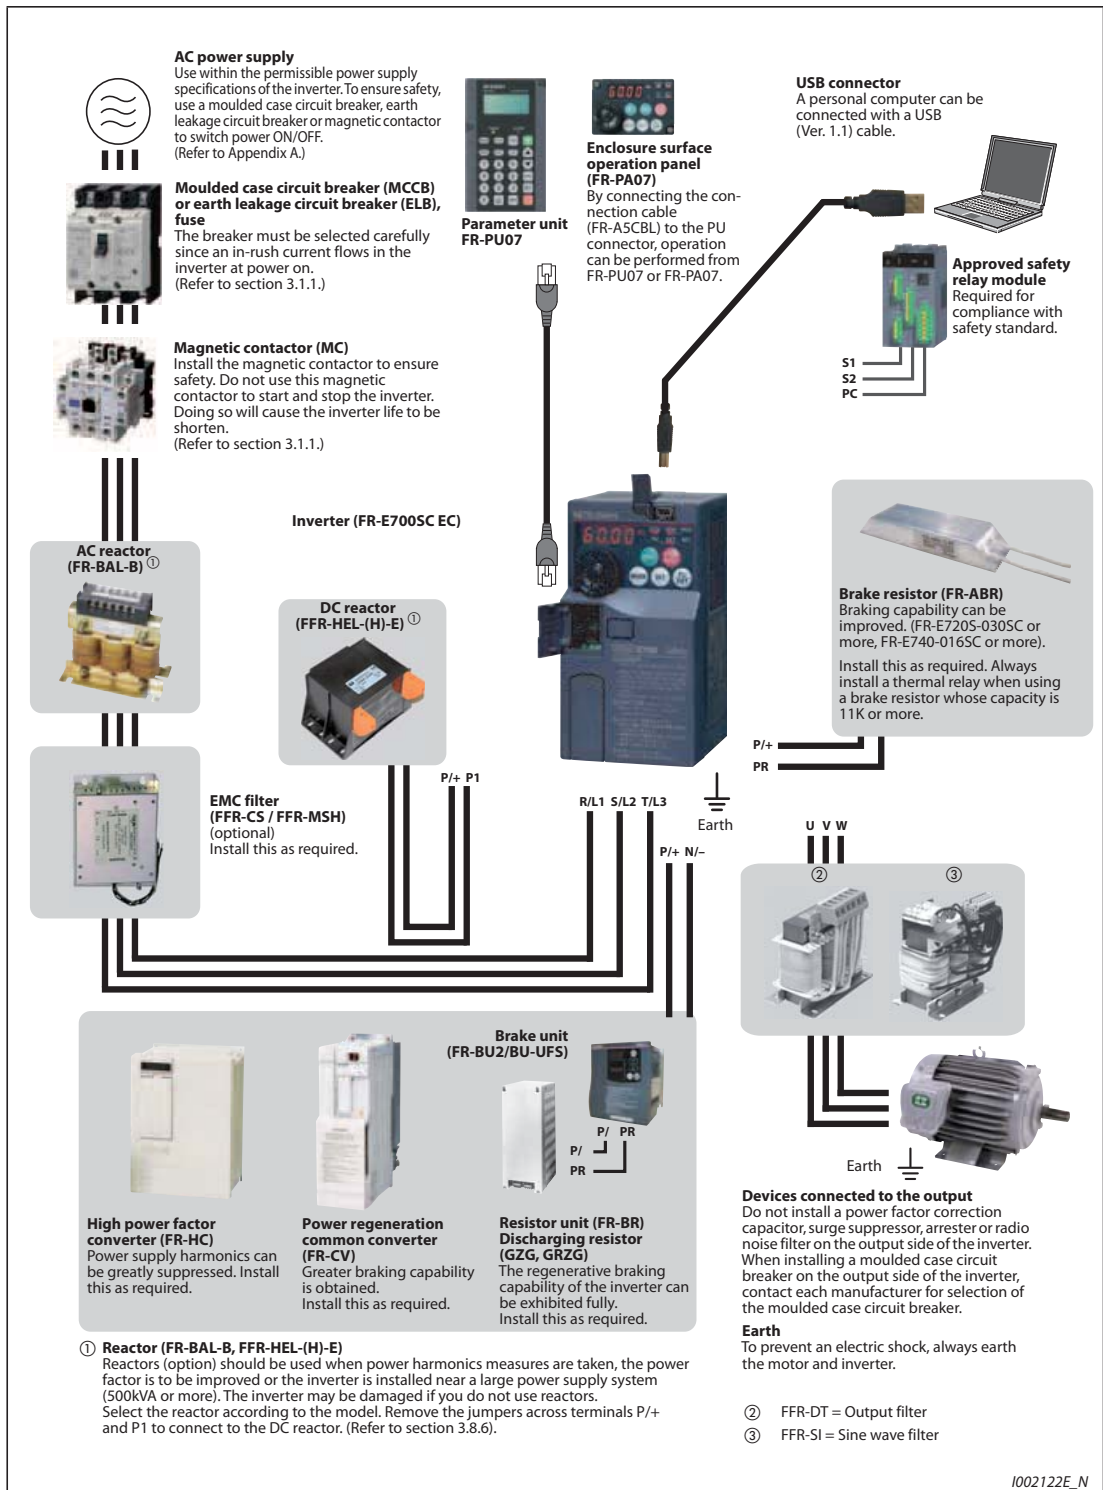 AC power supply
Use within the permissible power supply
specifications of the inverter. To ensure safety,
use a moulded case circuit breaker, earth
leakage circuit breaker or magnetic contactor
to switch power ON/OFF.
(Refer to Appendix A.)
Moulded case circuit breaker (MCCB)
or earth leakage circuit breaker (ELB),
fuse
The breaker must be selected carefully
since an in-rush current flows in the
inverter at power on.
(Refer to section 3.1.1.)
Magnetic contactor (MC)
Install the magnetic contactor to ensure
safety. Do not use this magnetic
contactor to start and stop the inverter.
Doing so will cause the inverter life to be
shorten.
(Refer to section 3.1.1.)
Parameter unit
FR-PU07
Enclosure surface
operation panel
(FR-PA07)
By connecting the con-
nection cable
(FR-A5CBL) to the PU
connector, operation
can be performed from
FR-PU07 or FR-PA07.
USB connector
A personal computer can be
connected with a USB
(Ver. 1.1) cable.
Approved safety
relay module
Required for
compliance with
safety standard.
S1
S2
PC
Inverter (FR-E700SC EC)
60.00
AC reactor
(FR-BAL-B) ①
DC reactor
(FFR-HEL-(H)-E) ①
Brake resistor (FR-ABR)
Braking capability can be
improved. (FR-E720S-030SC or
more, FR-E740-016SC or more).
Install this as required. Always
install a thermal relay when using
a brake resistor whose capacity is
11K or more.
P/+
PR
EMC filter
(FFR-CS / FFR-MSH)
(optional)
Install this as required.
P/+ P1
R/L1 S/L2 T/L3
Earth
P/+ N/–
U V W
② ③
Brake unit
(FR-BU2/BU-UFS)
P/ PR
P/
PR
High power factor
converter (FR-HC)
Power supply harmonics can
be greatly suppressed. Install
this as required.
Power regeneration
common converter
(FR-CV)
Greater braking capability
is obtained.
Install this as required.
Resistor unit (FR-BR)
Discharging resistor
(GZG, GRZG)
The regenerative braking
capability of the inverter can
be exhibited fully.
Install this as required.
Earth
Devices connected to the output
Do not install a power factor correction
capacitor, surge suppressor, arrester or radio
noise filter on the output side of the inverter.
When installing a moulded case circuit
breaker on the output side of the inverter,
contact each manufacturer for selection of
the moulded case circuit breaker.
Earth
To prevent an electric shock, always earth
the motor and inverter.
① Reactor (FR-BAL-B, FFR-HEL-(H)-E)
Reactors (option) should be used when power harmonics measures are taken, the power
factor is to be improved or the inverter is installed near a large power supply system
(500kVA or more). The inverter may be damaged if you do not use reactors.
Select the reactor according to the model. Remove the jumpers across terminals P/+
and P1 to connect to the DC reactor. (Refer to section 3.8.6).
② FFR-DT = Output filter
③ FFR-SI = Sine wave filter
I002122E_N